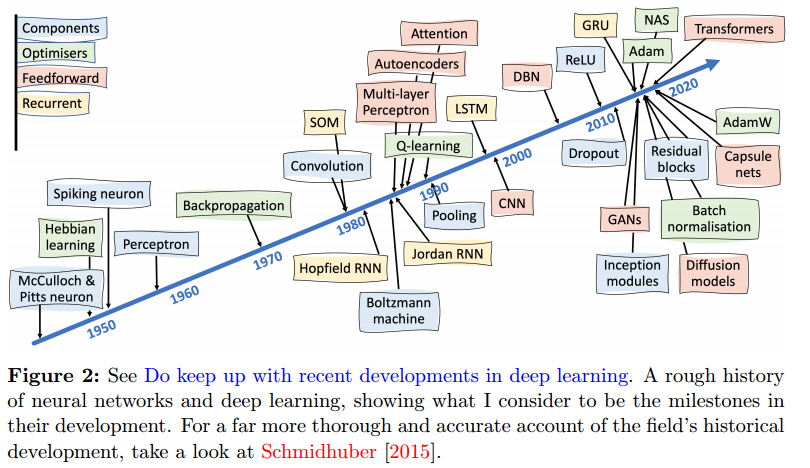 Components
Optimisers
Feedforward
Recurrent
McCulloch &
Pitts neuron
Hebbian
learning
Spiking neuron
Perceptron
Backpropagation
SOM
Convolution
Hopfield RNN
Multi-layer
Perceptron
Autoencoders
Attention
Boltzmann
machine
Jordan RNN
Q-learning
Pooling
LSTM
CNN
DBN
ReLU
Dropout
GRU
NAS
Adam
Transformers
AdamW
Capsule
nets
Residual
blocks
Batch
normalisation
GANs
Inception
modules
Diffusion
models
1950
1960
1970
1980
1990
2000
2010
2020
Figure 2: See Do keep up with recent developments in deep learning. A rough history
of neural networks and deep learning, showing what I consider to be the milestones in
their development. For a far more thorough and accurate account of the field's historical
development, take a look at Schmidhuber [2015].